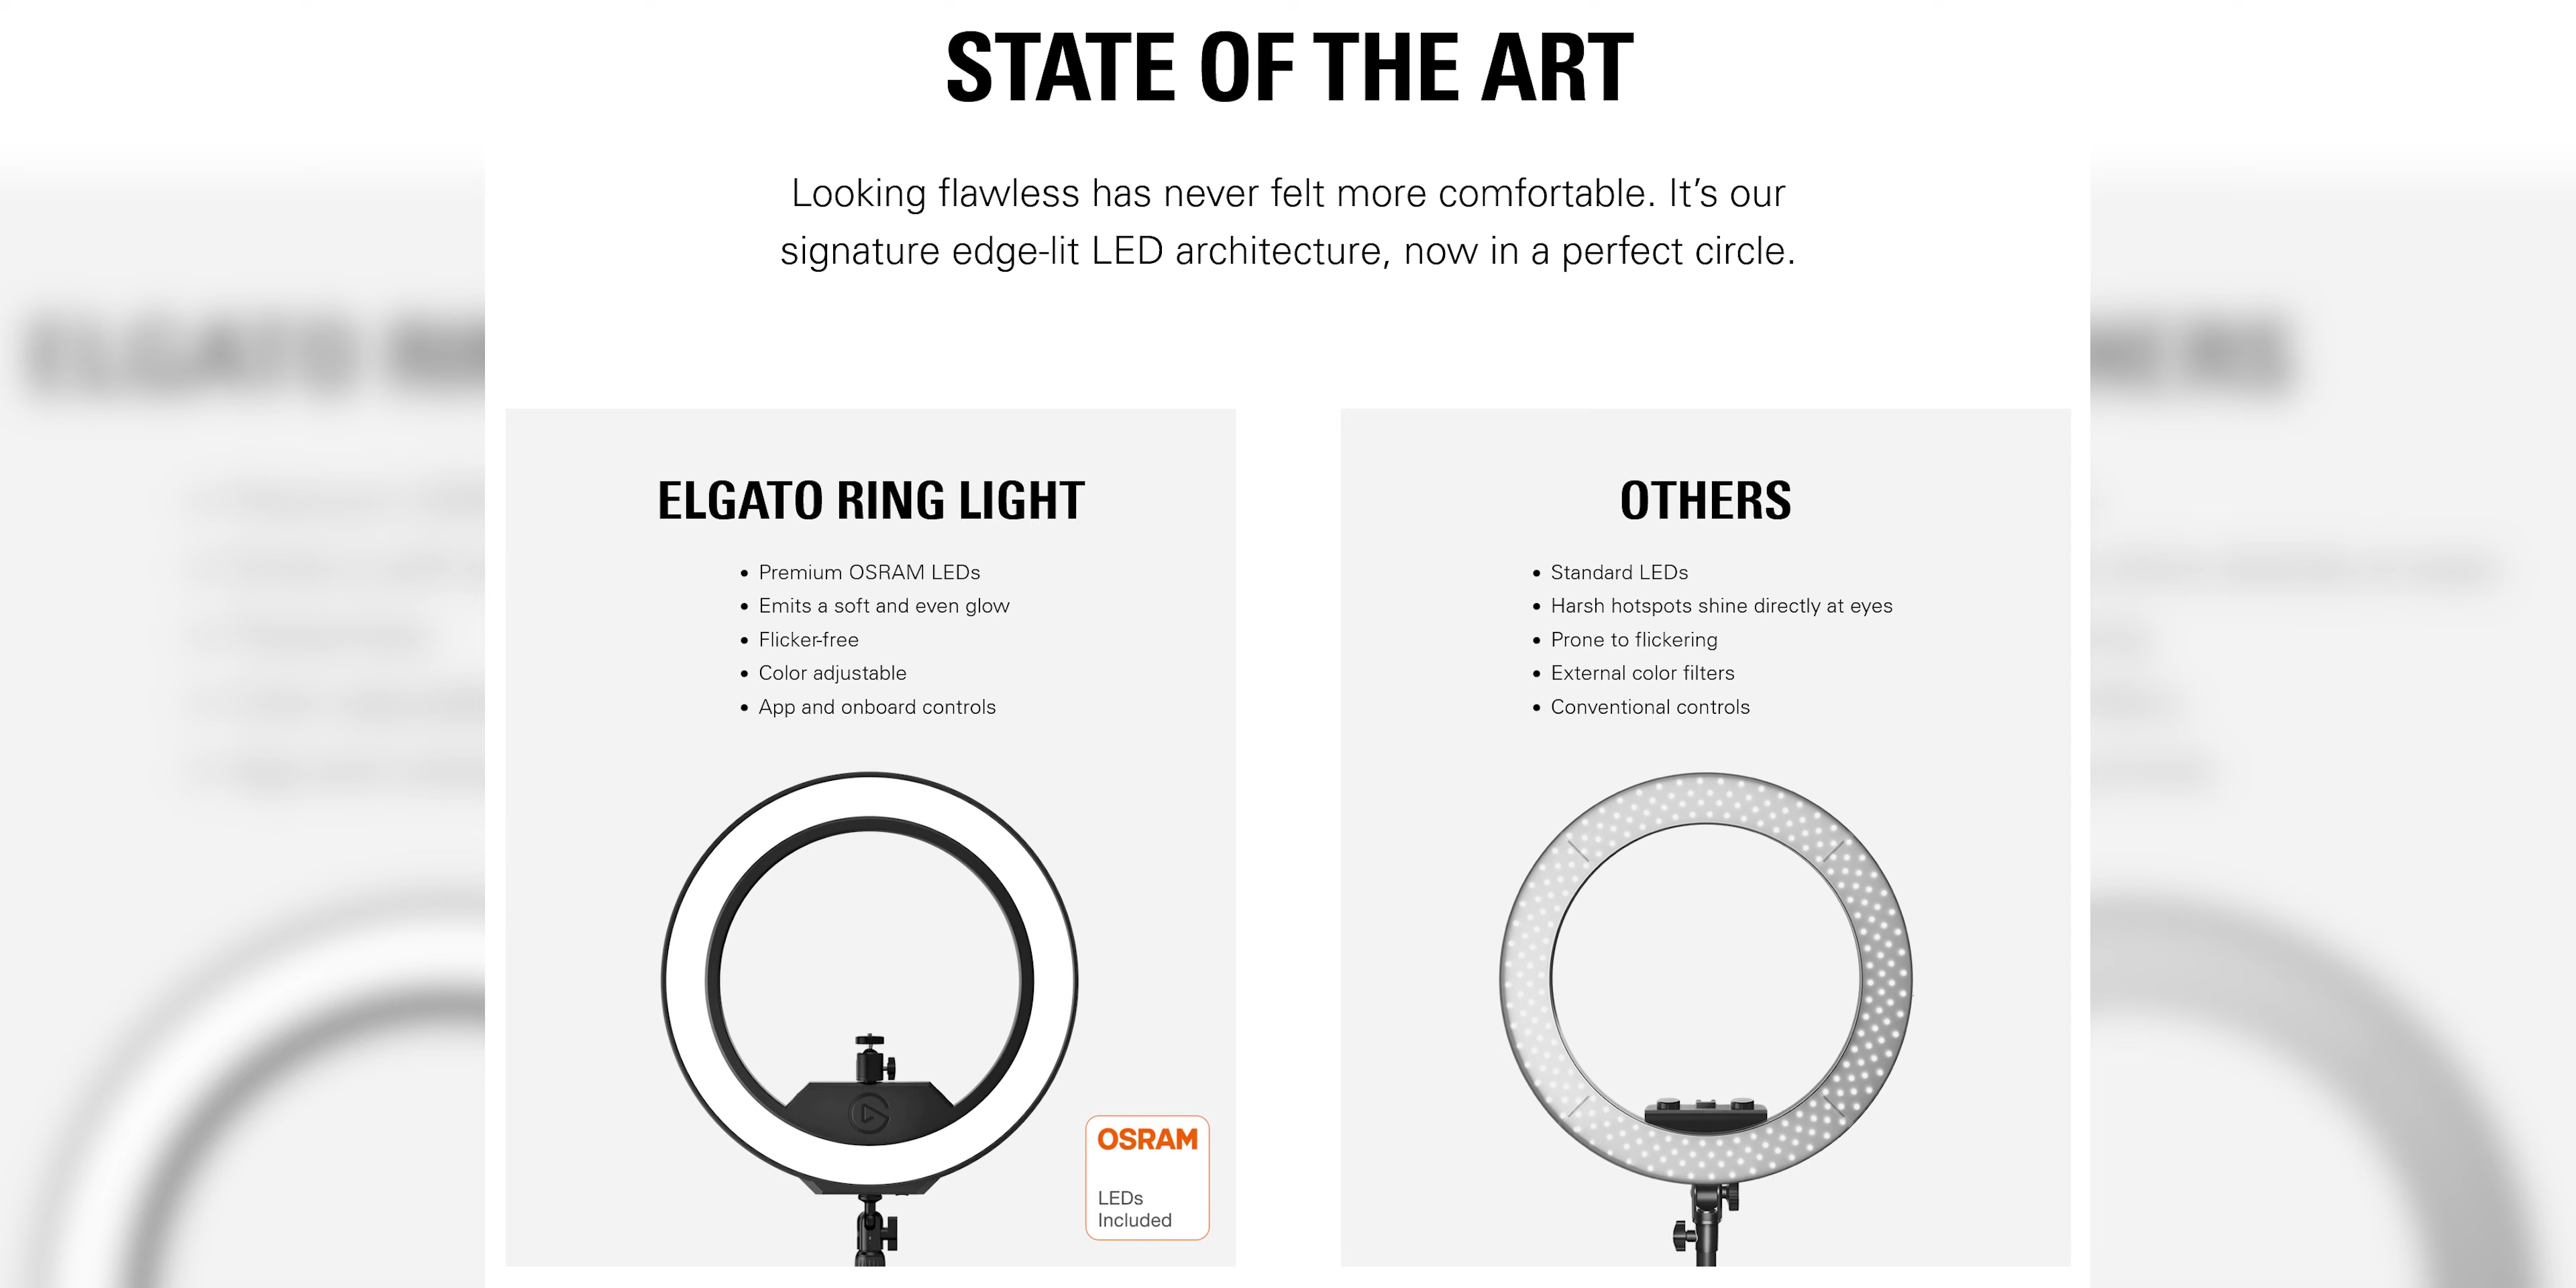 STATE OF THE ART
Looking flawless has never felt more comfortable. It’s our
signature edge-lit LED architecture, now in a perfect circle.
ELGATO RING LIGHT
• Premium OSRAM LEDs
• Emits a soft and even glow
• Flicker-free
• Color adjustable
• App and onboard controls
OSRAM
LEDs
Included
OTHERS
• Standard LEDs
• Harsh hotspots shine directly at eyes
• Prone to flickering
• External color filters
• Conventional controls